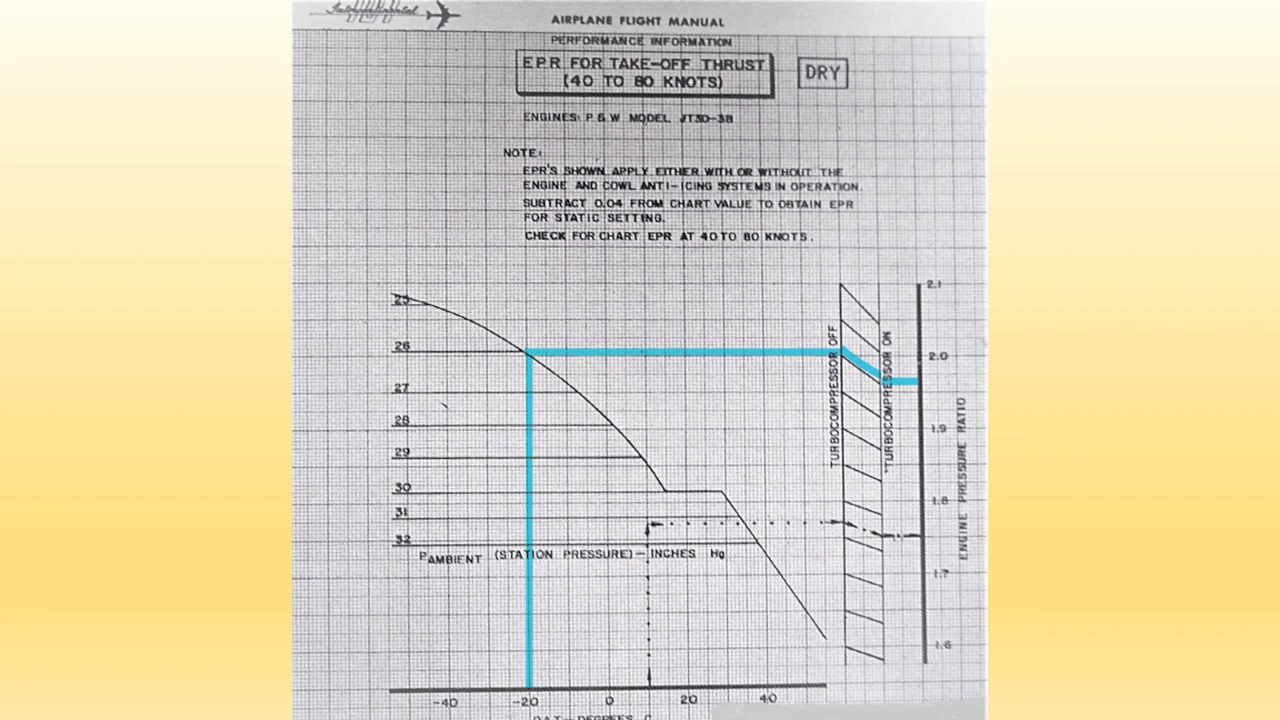 Intercontinental
AIRPLANE FLIGHT MANUAL
PERFORMANCE INFORMATION
EPR FOR TAKE-OFF THRUST
(40 TO 80 KNOTS)
DRY
ENGINES: P & W MODEL JT3D-3B
NOTE:
EPR'S SHOWN APPLY EITHER WITH OR WITHOUT THE
ENGINE AND COWL ANTI-ICING SYSTEMS IN OPERATION.
SUBTRACT 0.04 FROM CHART VALUE TO OBTAIN EPR
FOR STATIC SETTING.
CHECK FOR CHART EPR AT 40 TO 80 KNOTS.
25
26
27
28
29
30
31
32
PAMBIENT (STATION PRESSURE) – INCHES Hg
TURBOCOMPRESSOR OFF
*TURBOCOMPRESSOR ON
2.1
2.0
1.9
1.8
1.7
1.6
ENGINE PRESSURE RATIO
-40 -20 0 20 40
OAT – DEGREES C